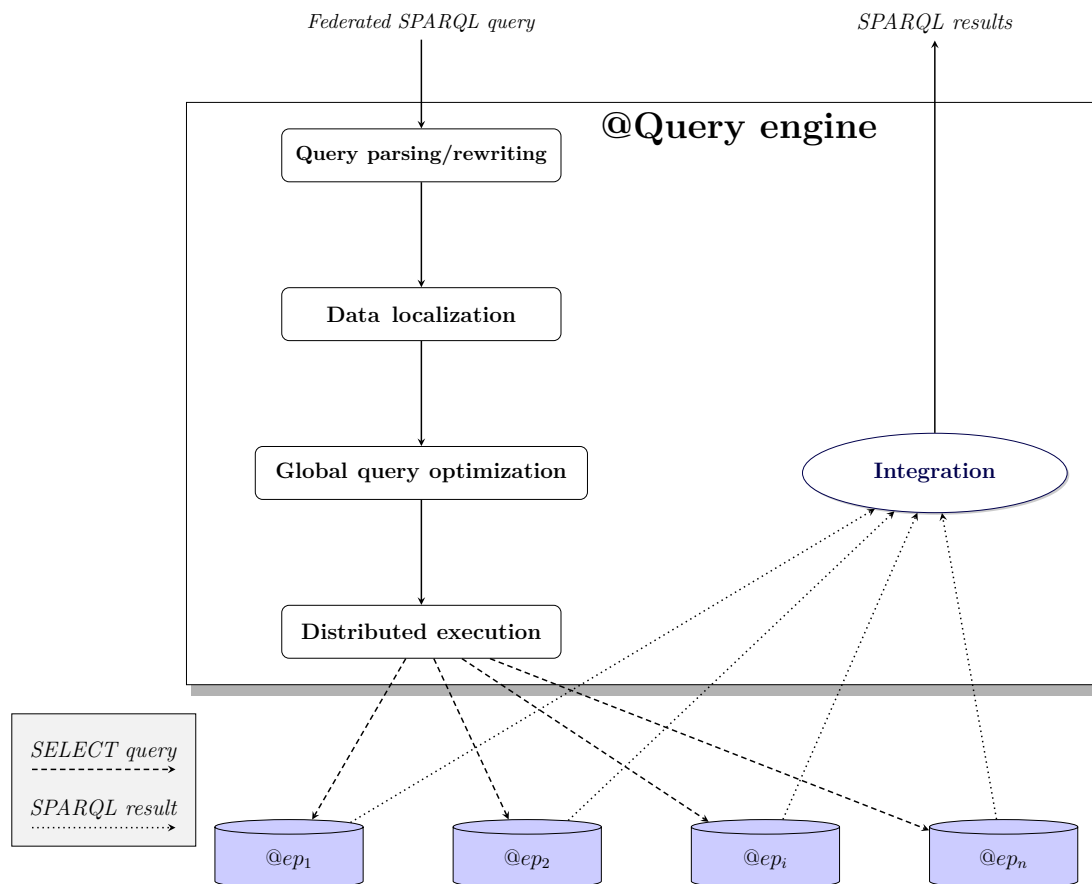 Federated SPARQL query
SPARQL results
@Query engine
Query parsing/rewriting
Data localization
Global query optimization
Integration
Distributed execution
SELECT query
SPARQL result
@ep₁
@ep₂
@epᵢ
@epₙ